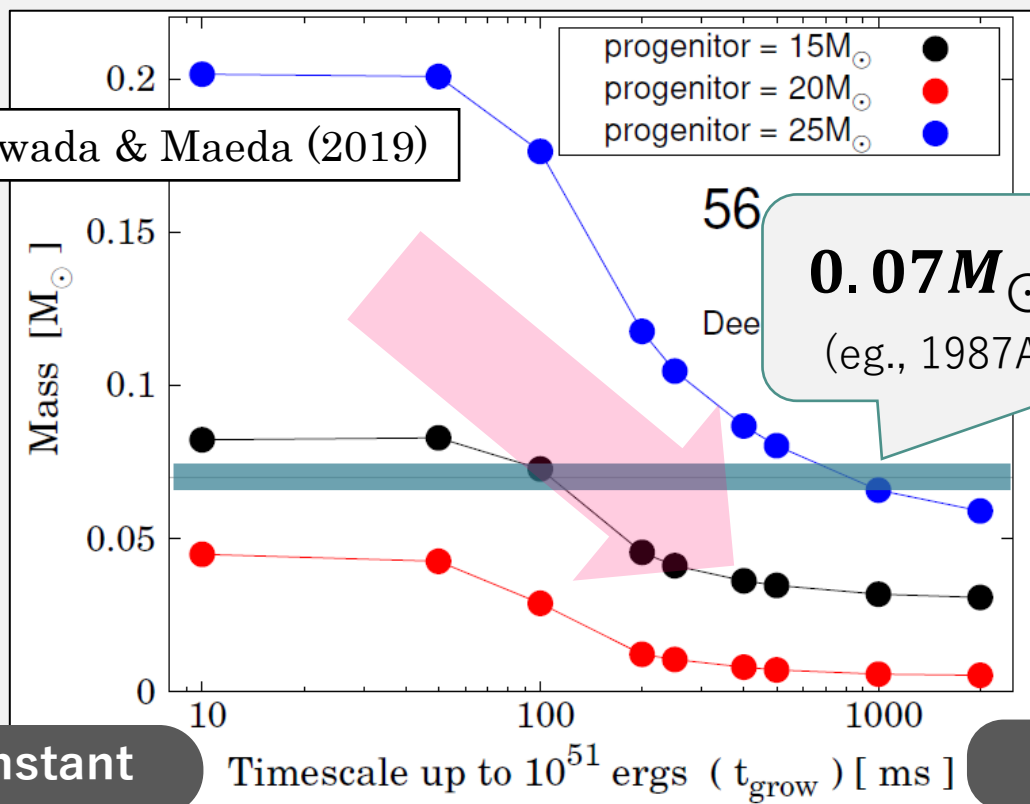 progenitor = 15M☉
progenitor = 20M☉
progenitor = 25M☉
wada & Maeda (2019)
56
Dee
0.07M☉
(eg., 1987A
Mass [M☉]
0.2
0.15
0.1
0.05
0
10
100
1000
nstant
Timescale up to 10^51 ergs ( t_grow ) [ ms ]